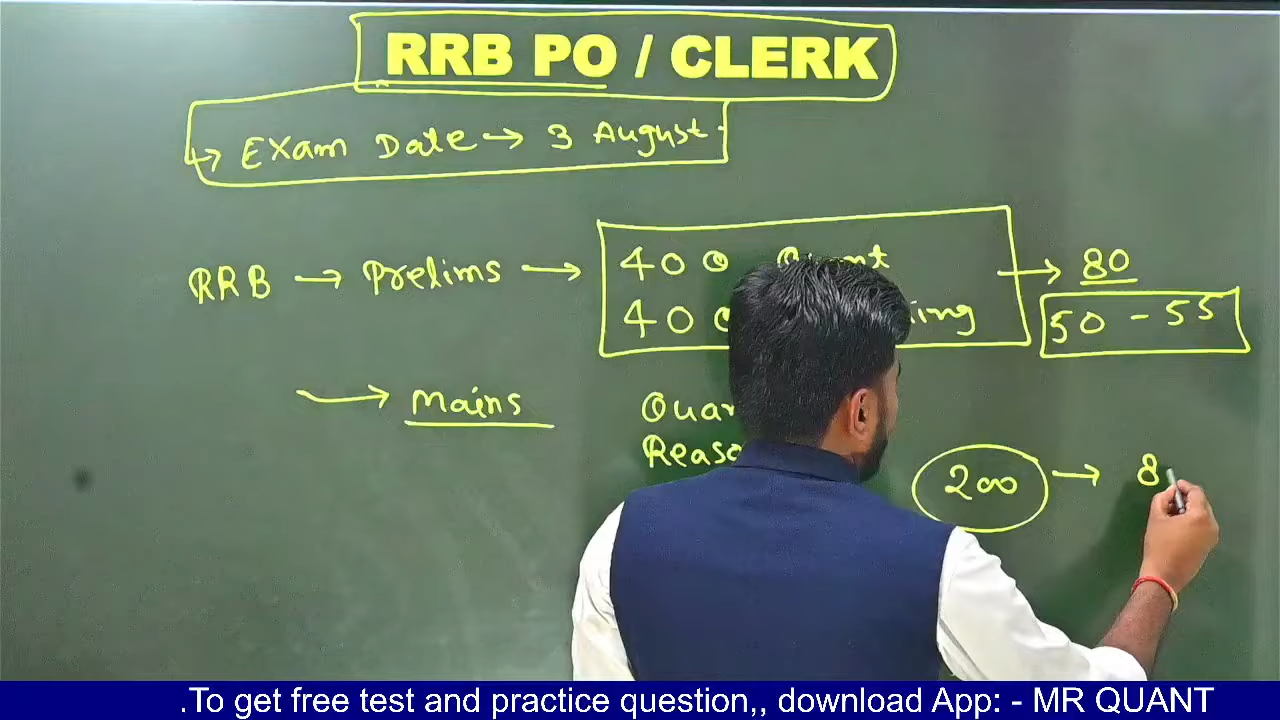 RRB PO / CLERK
↳ Exam Date → 3 August
RRB → Prelims → 40 Q
40
→ 80
50 - 55
→ Mains
200 → 8
.To get free test and practice question,, download App: - MR QUANT